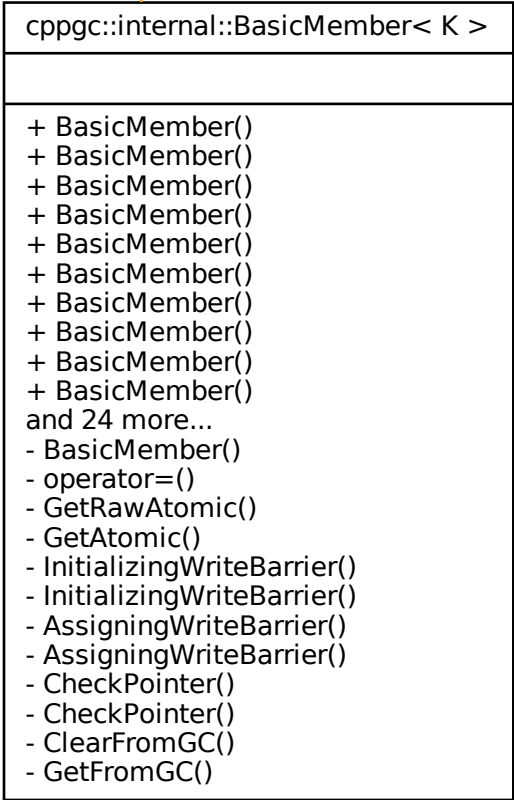 cppgc::internal::BasicMember< K >
+ BasicMember()
+ BasicMember()
+ BasicMember()
+ BasicMember()
+ BasicMember()
+ BasicMember()
+ BasicMember()
+ BasicMember()
+ BasicMember()
+ BasicMember()
and 24 more...
- BasicMember()
- operator=()
- GetRawAtomic()
- GetAtomic()
- InitializingWriteBarrier()
- InitializingWriteBarrier()
- AssigningWriteBarrier()
- AssigningWriteBarrier()
- CheckPointer()
- CheckPointer()
- ClearFromGC()
- GetFromGC()